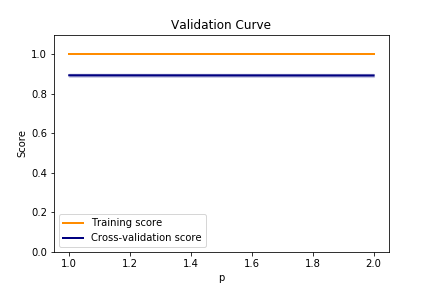 Validation Curve
1.0
0.8
0.6
0.4
0.2
0.0
Score
Training score
Cross-validation score
1.0 1.2 1.4 1.6 1.8 2.0
p